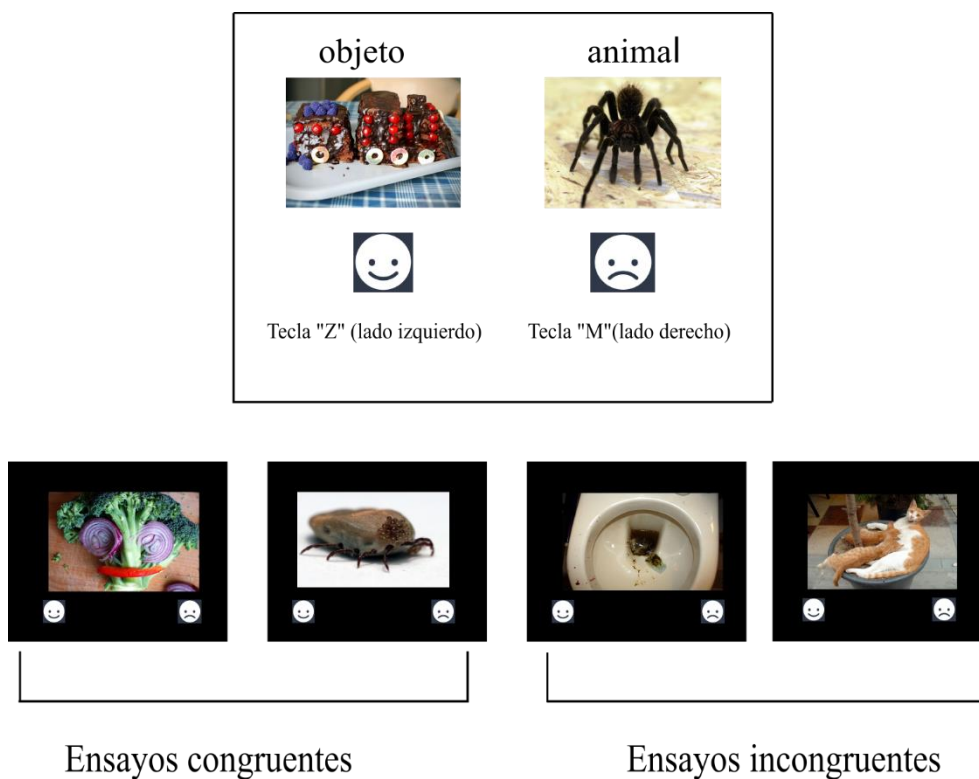 objeto animal
Tecla "Z" (lado izquierdo) Tecla "M"(lado derecho)
Ensayos congruentes Ensayos incongruentes